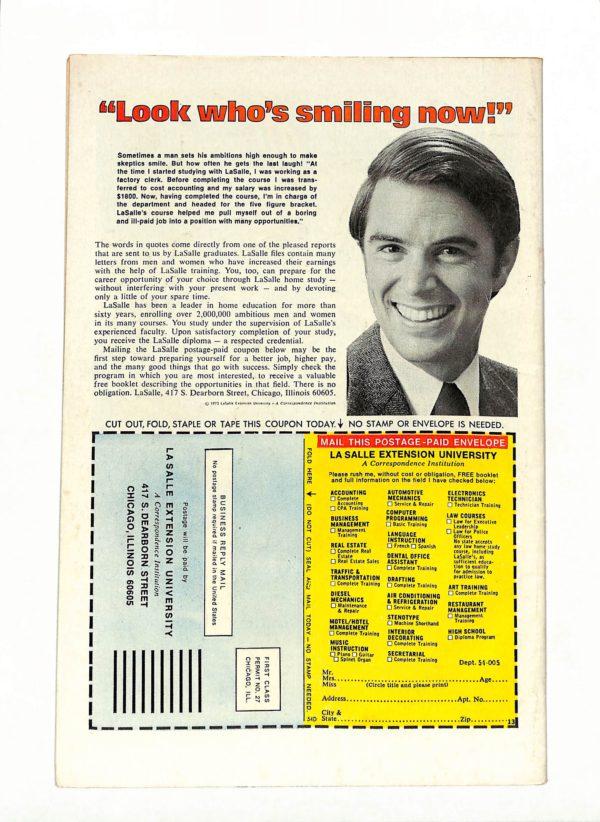 “Look who's smiling now!”
Sometimes a man sets his ambitions high enough to make
skeptics smile. But how often he gets the last laugh! "At
the time I started studying with LaSalle, I was working as a
factory clerk. Before completing the course I was trans-
ferred to cost accounting and my salary was increased by
$1800. Now, having completed the course, I'm in charge of
the department and headed for the five figure bracket.
LaSalle's course helped me pull myself out of a boring
and ill-paid job into a position with many opportunities."
The words in quotes come directly from one of the pleased reports
that are sent to us by LaSalle graduates. LaSalle files contain many
letters from men and women who have increased their earnings
with the help of LaSalle training. You, too, can prepare for the
career opportunity of your choice through LaSalle home study —
without interfering with your present work — and by devoting
only a little of your spare time.
LaSalle has been a leader in home education for more than
sixty years, enrolling over 2,000,000 ambitious men and women
in its many courses. You study under the supervision of LaSalle's
experienced faculty. Upon satisfactory completion of your study,
you receive the LaSalle diploma — a respected credential.
Mailing the LaSalle postage-paid coupon below may be the
first step toward preparing yourself for a better job, higher pay,
and the many good things that go with success. Simply check the
program in which you are most interested, to receive a valuable
free booklet describing the opportunities in that field. There is no
obligation. LaSalle, 417 S. Dearborn Street, Chicago, Illinois 60605.
LaSalle Extension University — A Correspondence Institution
CUT OUT, FOLD, STAPLE OR TAPE THIS COUPON TODAY. NO STAMP OR ENVELOPE IS NEEDED.
BUSINESS REPLY MAIL
No postage stamp required if mailed in the United States
Postage will be paid by
LA SALLE EXTENSION UNIVERSITY
A Correspondence Institution
417 S. DEARBORN STREET
CHICAGO, ILLINOIS 60605
FIRST CLASS
PERMIT NO. 27
CHICAGO, ILL.
FOLD HERE (DO NOT CUT) SEAL AND MAIL TODAY – NO STAMP NEEDED.
MAIL THIS POSTAGE-PAID ENVELOPE
LA SALLE EXTENSION UNIVERSITY
A Correspondence Institution
Please rush me, without cost or obligation, FREE booklet
and full information on the field I have checked below:
ACCOUNTING
Complete
Accounting
CPA Training
BUSINESS
MANAGEMENT
Management
Training
REAL ESTATE
Complete Real
Estate
Real Estate Sales
TRAFFIC &
TRANSPORTATION
Complete Training
DIESEL
MECHANICS
Maintenance
& Repair
MOTEL/HOTEL
MANAGEMENT
Complete Training
MUSIC
INSTRUCTION
Piano Guitar
Spinet Organ
AUTOMOTIVE
MECHANICS
Service & Repair
COMPUTER
PROGRAMMING
Basic Training
LANGUAGE
INSTRUCTION
French Spanish
DENTAL OFFICE
ASSISTANT
Complete Training
DRAFTING
Complete Training
AIR CONDITIONING
& REFRIGERATION
Service & Repair
STENOTYPE
Machine Shorthand
INTERIOR
DECORATING
Complete Training
SECRETARIAL
Complete Training
ELECTRONICS
TECHNICIAN
Technician Training
LAW COURSES
Law for Executive
Leadership
Law for Police
Officers
No state accepts
any law home study
course, including
LaSalle's, as
sufficient educa-
tion to qualify
for admission to
practice law.
ART TRAINING
Complete Training
RESTAURANT
MANAGEMENT
Management
Training
HIGH SCHOOL
Diploma Program
Dept. 54-005
Mr.
Mrs. Age
Miss (Circle title and please print)
Address Apt. No.
City &
State Zip
54D
13